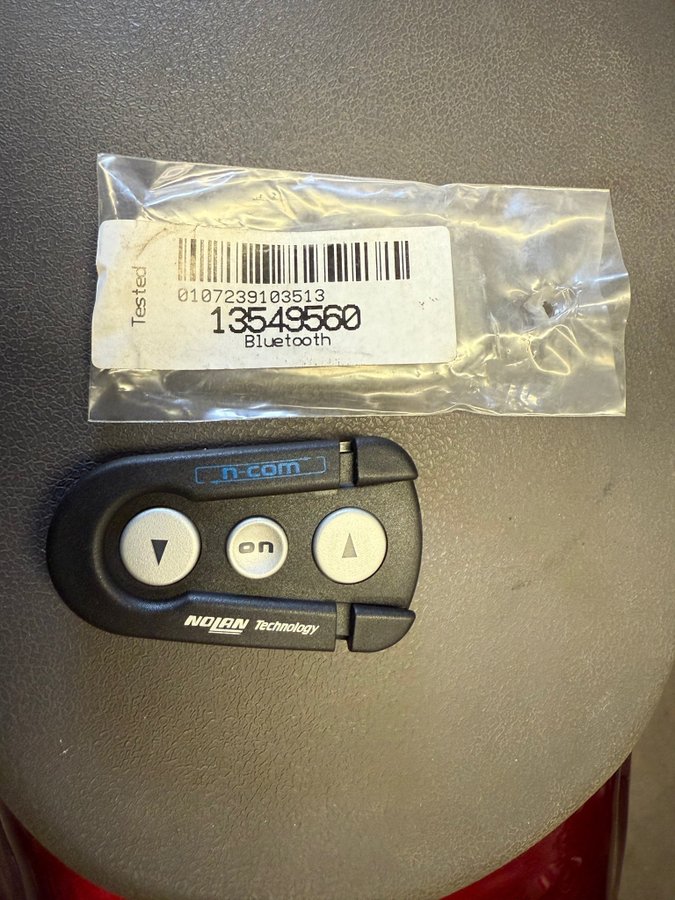 Tested
0107239103513
13549560
Bluetooth
n-com
on
NOLAN Technology